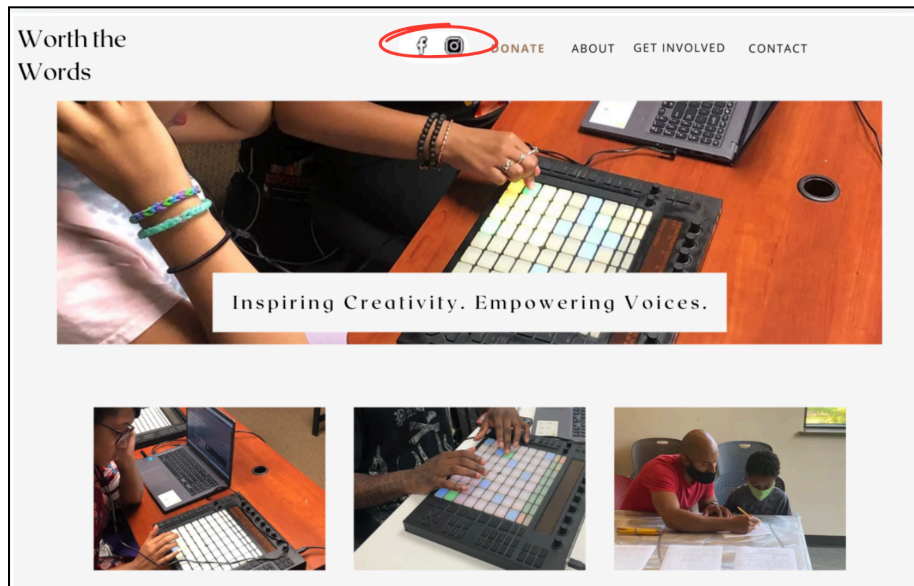 Worth the
Words
DONATE ABOUT GET INVOLVED CONTACT
Inspiring Creativity. Empowering Voices.